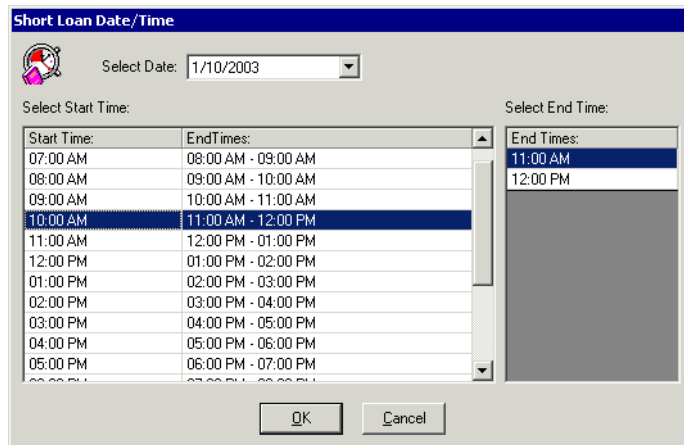 Short Loan Date/Time
Select Date: 1/10/2003
Select Start Time: Select End Time:
Start Time: EndTimes: End Times:
07:00 AM 08:00 AM - 09:00 AM 11:00 AM
08:00 AM 09:00 AM - 10:00 AM 12:00 PM
09:00 AM 10:00 AM - 11:00 AM
10:00 AM 11:00 AM - 12:00 PM
11:00 AM 12:00 PM - 01:00 PM
12:00 PM 01:00 PM - 02:00 PM
01:00 PM 02:00 PM - 03:00 PM
02:00 PM 03:00 PM - 04:00 PM
03:00 PM 04:00 PM - 05:00 PM
04:00 PM 05:00 PM - 06:00 PM
05:00 PM 06:00 PM - 07:00 PM
OK Cancel